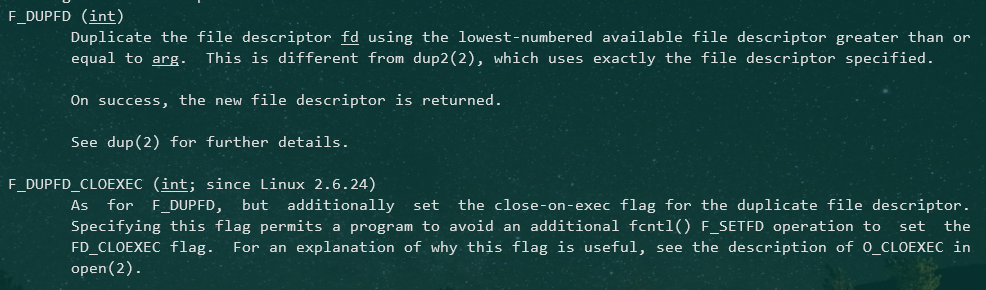 F_DUPFD (int)
Duplicate the file descriptor fd using the lowest-numbered available file descriptor greater than or
equal to arg.  This is different from dup2(2), which uses exactly the file descriptor specified.
On success, the new file descriptor is returned.
See dup(2) for further details.
F_DUPFD_CLOEXEC (int; since Linux 2.6.24)
As  for  F_DUPFD,  but  additionally  set  the close-on-exec flag for the duplicate file descriptor.
Specifying this flag permits a program to avoid an additional fcntl() F_SETFD operation to  set  the
FD_CLOEXEC flag.  For an explanation of why this flag is useful, see the description of O_CLOEXEC in
open(2).